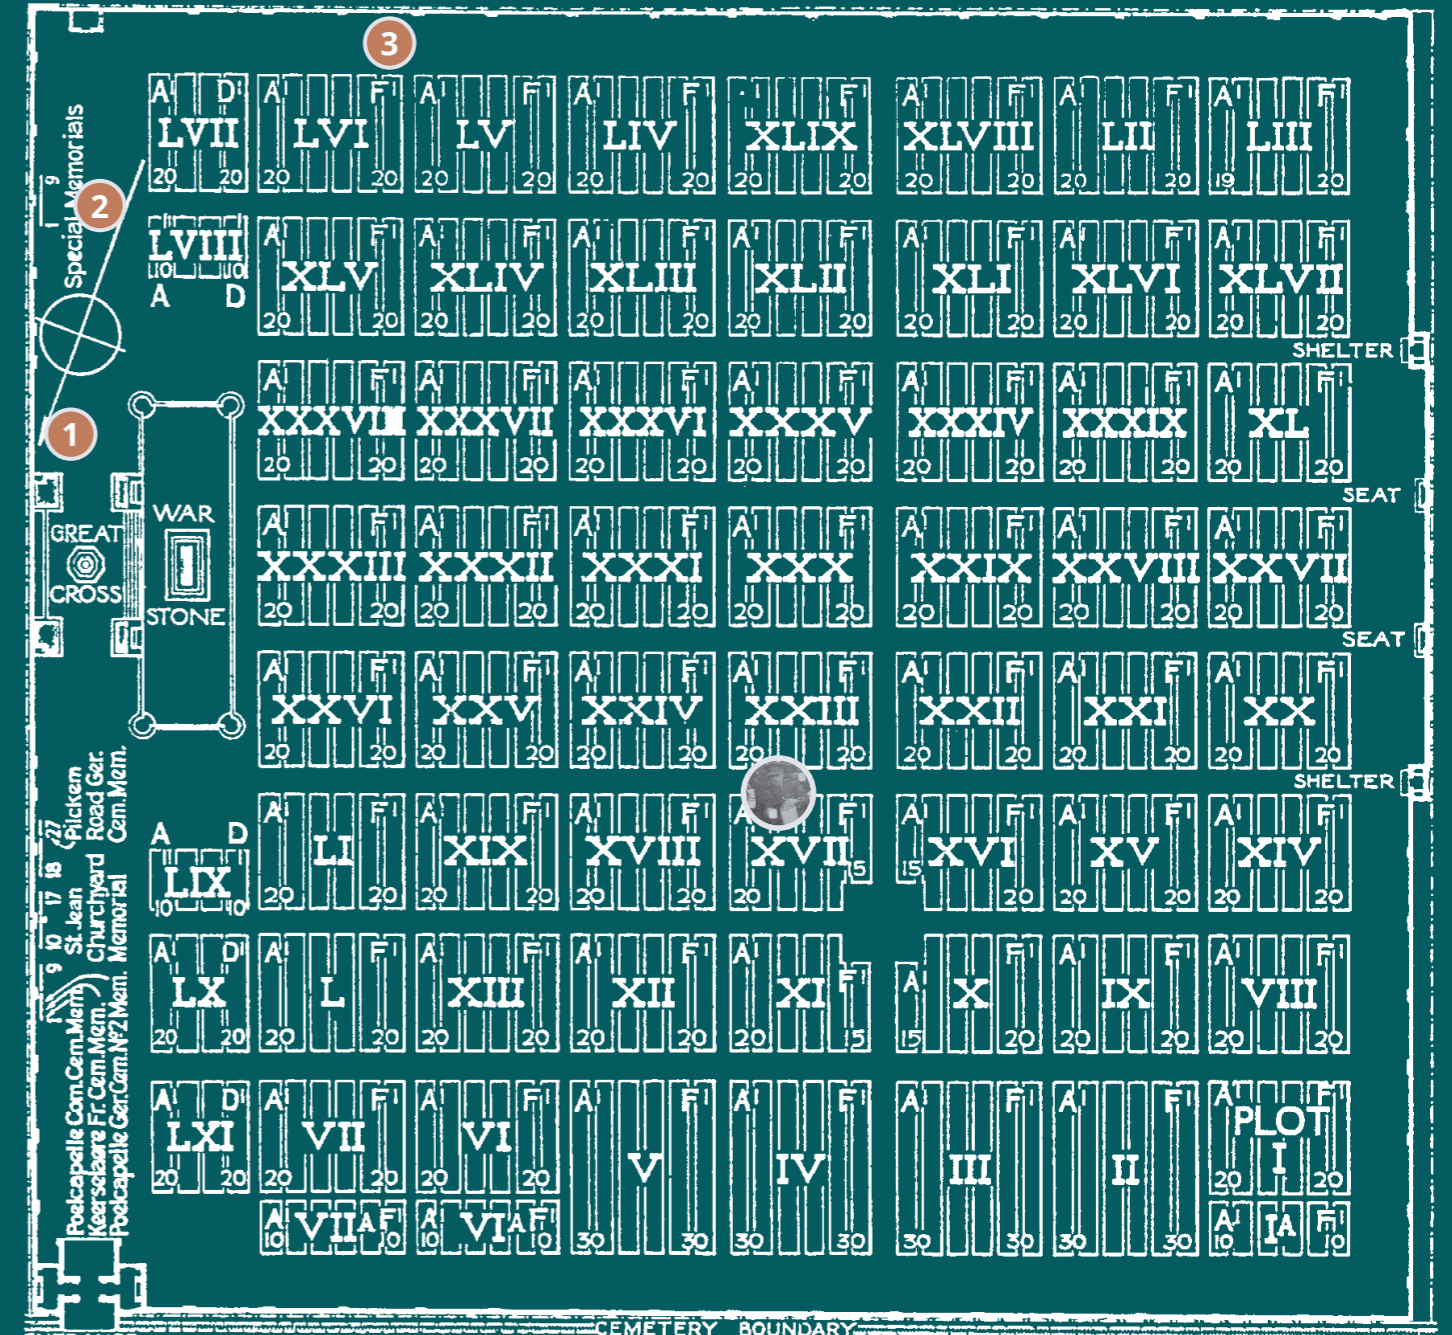 3
A D F
LVII LVI LV LIV XLIX XLVIII LII LIII
20 20 20 20 20 20 20 20 20 20 20 20 20 20 19 20
Special Memorials
1 9
2
LVIII XLV XLIV XLIII XLII XLI XLVI XLVII
10 10 20 20 20 20 20 20 20 20 20 20 20 20 20 20
A D
SHELTER
XXXVII XXXVI XXXV XXXIV XXXIX XL
20 20 20 20 20 20 20 20 20 20 20 20 20 20
1
SEAT
GREAT
CROSS
WAR
STONE
XXXIII XXXII XXXI XXX XXIX XXVIII XXVII
20 20 20 20 20 20 20 20 20 20 20 20 20 20
SEAT
XXVI XXV XXIV XXIII XXII XXI XX
20 20 20 20 20 20 20 20 20 20 20 20 20 20
SHELTER
A D
LIX LI XIX XVIII XVII XVI XV XIV
10 10 20 20 20 20 20 20 20 5 15 20 20 20 20 20
(Pilckem
Road Ger.
Cem. Mem.
St. Jean
Churchyard
Memorial
9 10 17 18 27
LX L XIII XII XI X IX VIII
20 20 20 20 20 20 20 20 20 5 15 20 20 20 20 20
Poelcapelle Com. Cem. Mem.
Kerselaere Fr. Cem. Mem.
Poelcapelle Ger. Cem. Nº2 Mem.
LXI VII VI V IV III II PLOT I
20 20 20 20 20 20 30 30 30 30 30 30 30 30 20 20
VIIA VIA IA
10 10 10 10 10 10
CEMETERY BOUNDARY